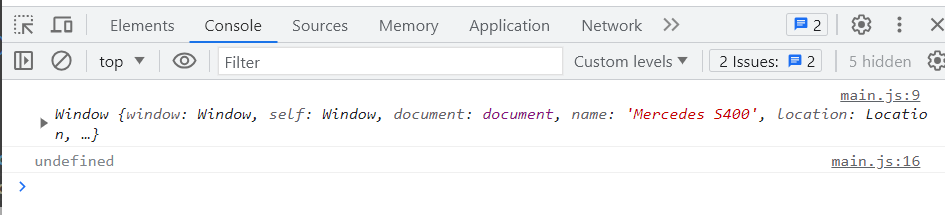 Elements Console Sources Memory Application Network 2
top Filter Custom levels 2 Issues: 2 5 hidden
main.js:9
Window {window: Window, self: Window, document: document, name: 'Mercedes S400', location: Locatio
n, …}
undefined main.js:16